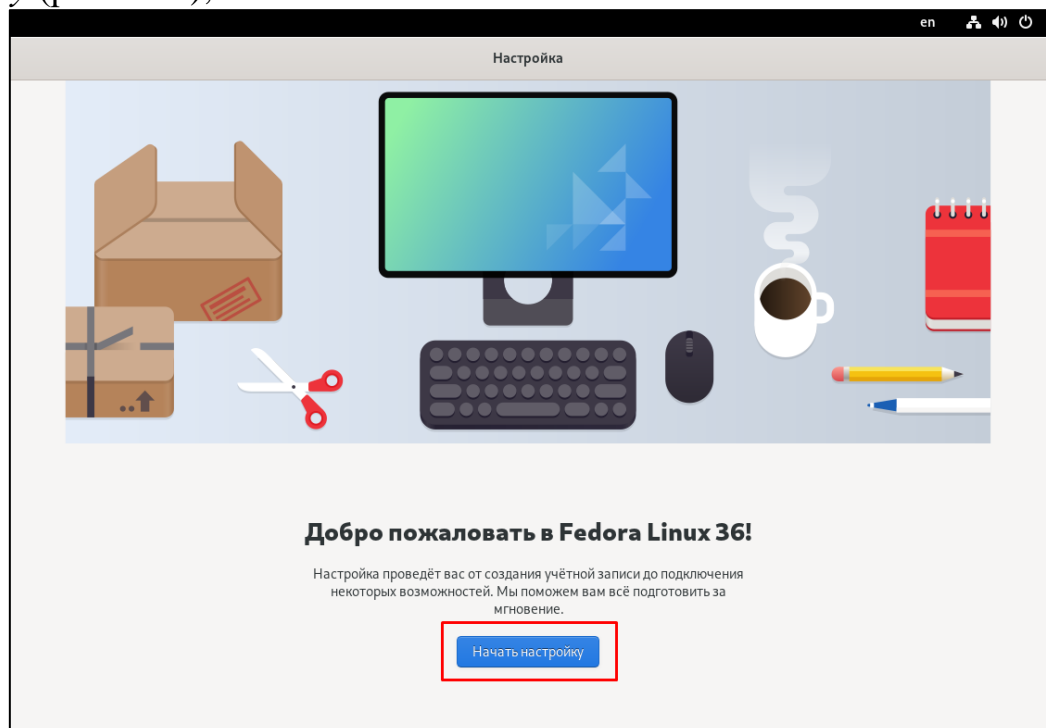 en
Настройка
Добро пожаловать в Fedora Linux 36!
Настройка проведёт вас от создания учётной записи до подключения
некоторых возможностей. Мы поможем вам всё подготовить за
мгновение.
Начать настройку